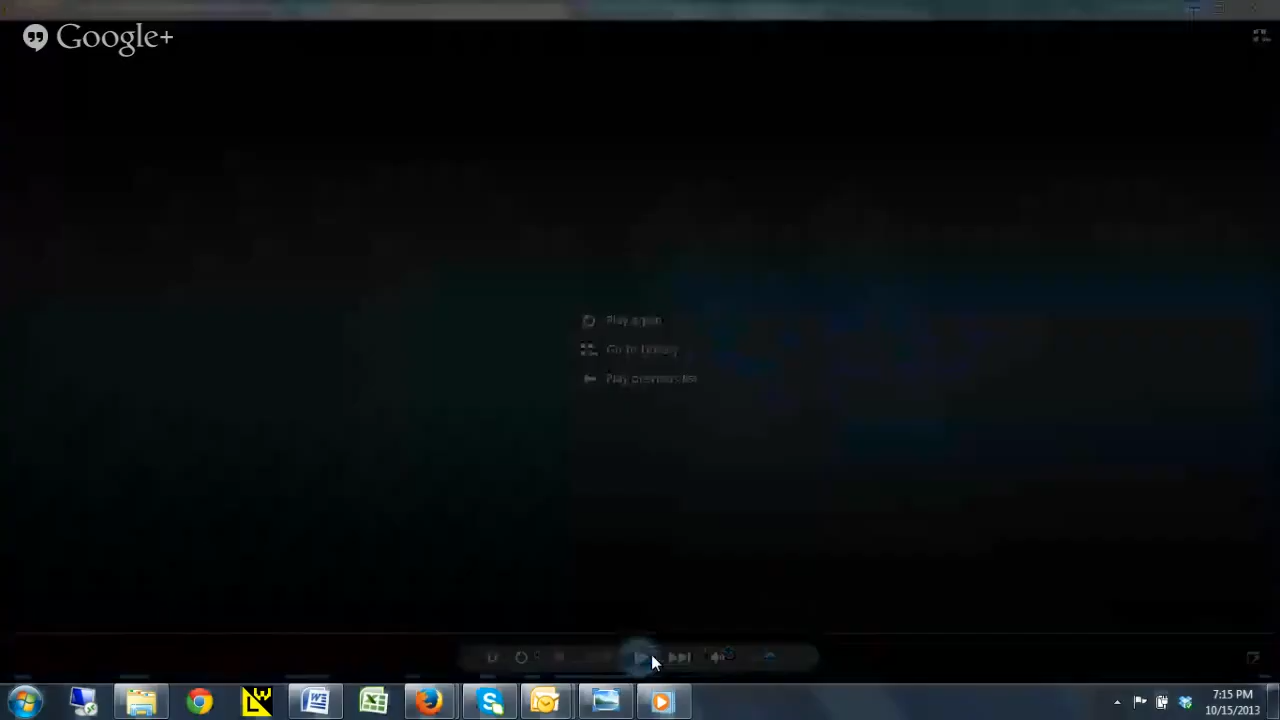 Google+
Play again
Go to Library
Play previous list
7:15 PM
10/15/2013